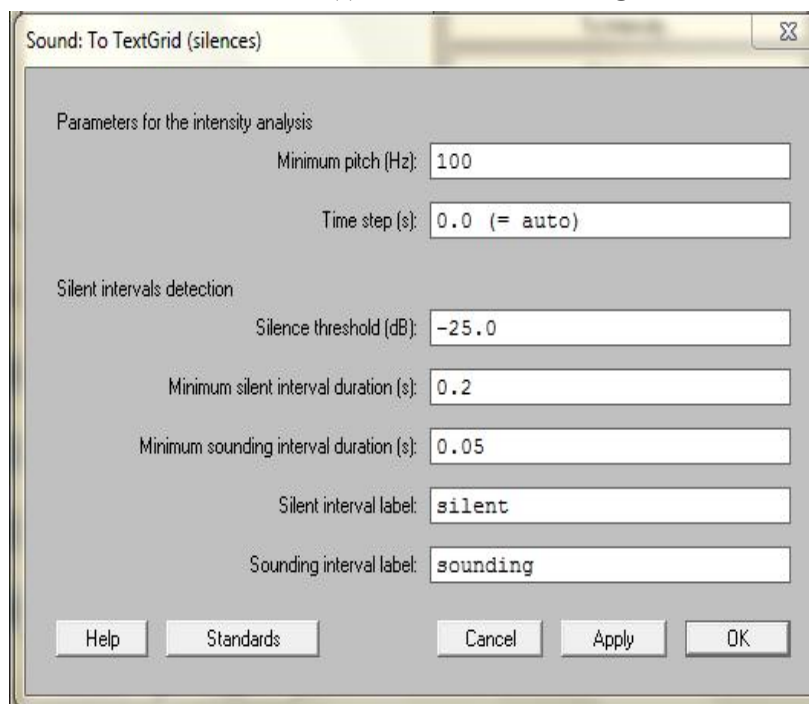 Sound: To TextGrid (silences)
Parameters for the intensity analysis
Minimum pitch (Hz): 100
Time step (s): 0.0 (= auto)
Silent intervals detection
Silence threshold (dB): -25.0
Minimum silent interval duration (s): 0.2
Minimum sounding interval duration (s): 0.05
Silent interval label: silent
Sounding interval label: sounding
Help Standards Cancel Apply OK